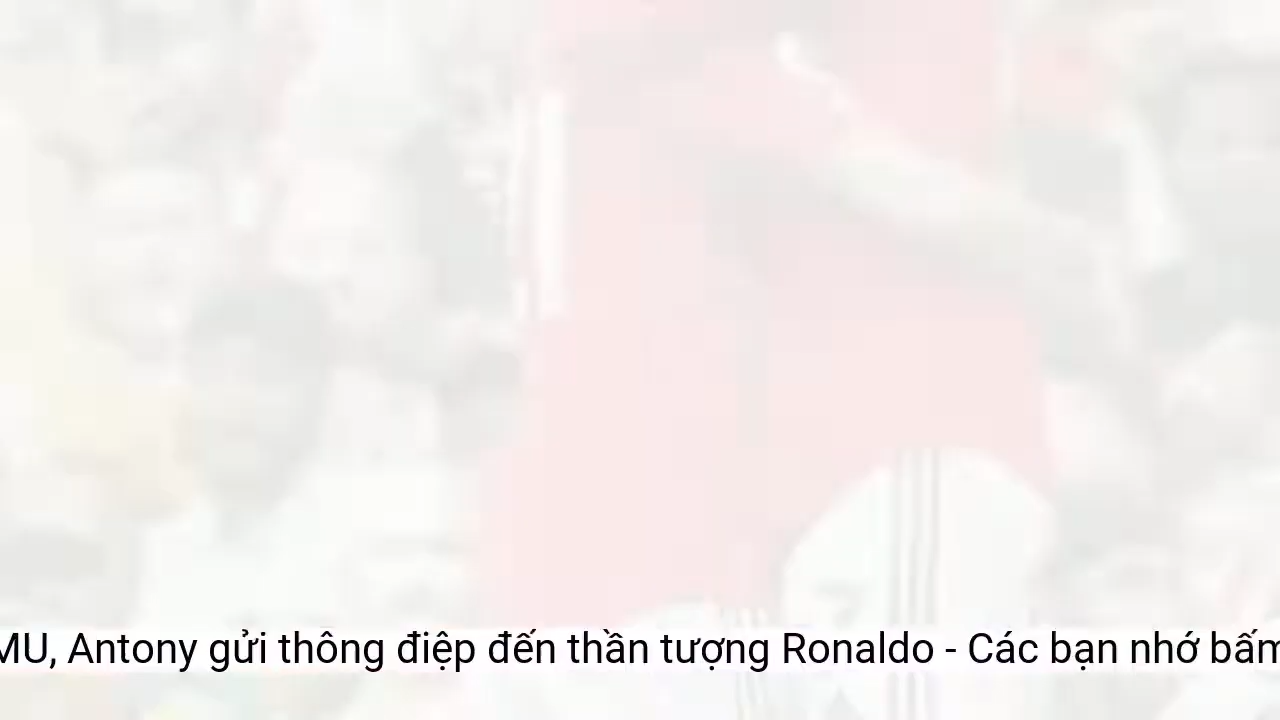 MU, Antony gửi thông điệp đến thần tượng Ronaldo - Các bạn nhớ bấm